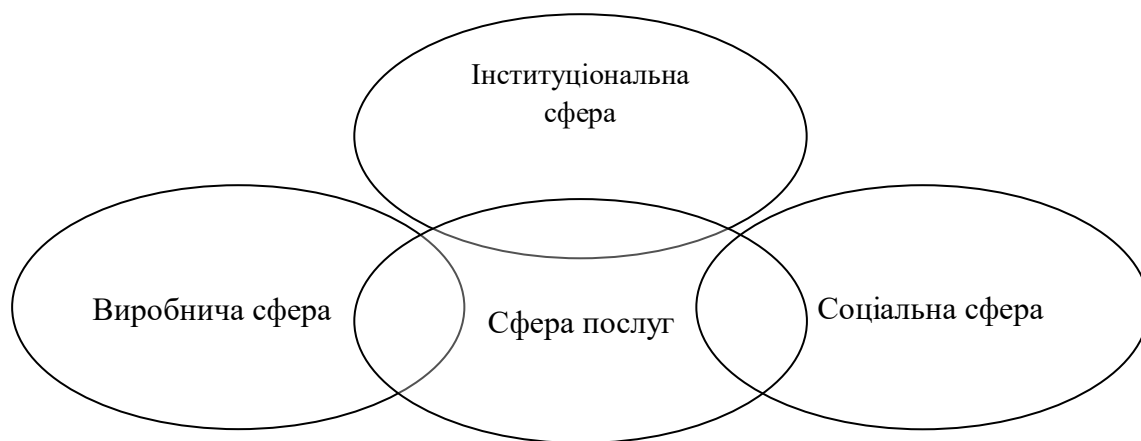 Інституціональна
сфера
Виробнича сфера
Сфера послуг
Соціальна сфера